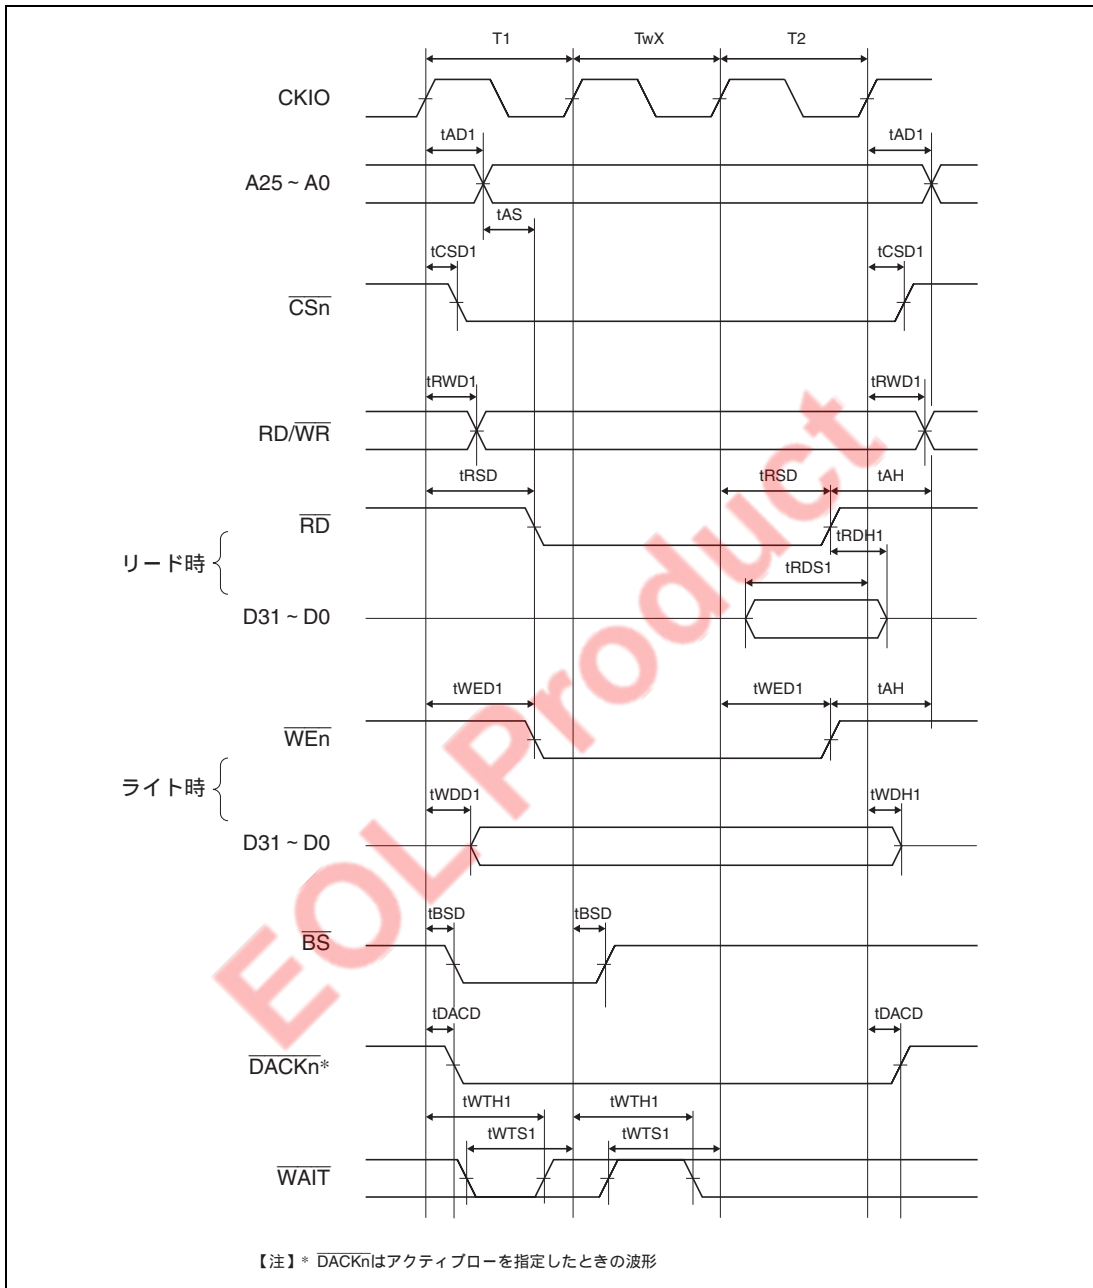 T1 TwX T2
CKIO
tAD1 tAD1
A25 ~ A0
tAS
tCSD1 tCSD1
CSn
tRWD1 tRWD1
RD/WR
tRSD tRSD tAH
RD
tRDH1
リード時
tRDS1
D31 ~ D0
tWED1 tWED1 tAH
WEn
ライト時
tWDD1 tWDH1
D31 ~ D0
tBSD tBSD
BS
tDACD tDACD
DACKn*
tWTH1 tWTH1
tWTS1 tWTS1
WAIT
【注】* DACKnはアクティブローを指定したときの波形
EOL Product